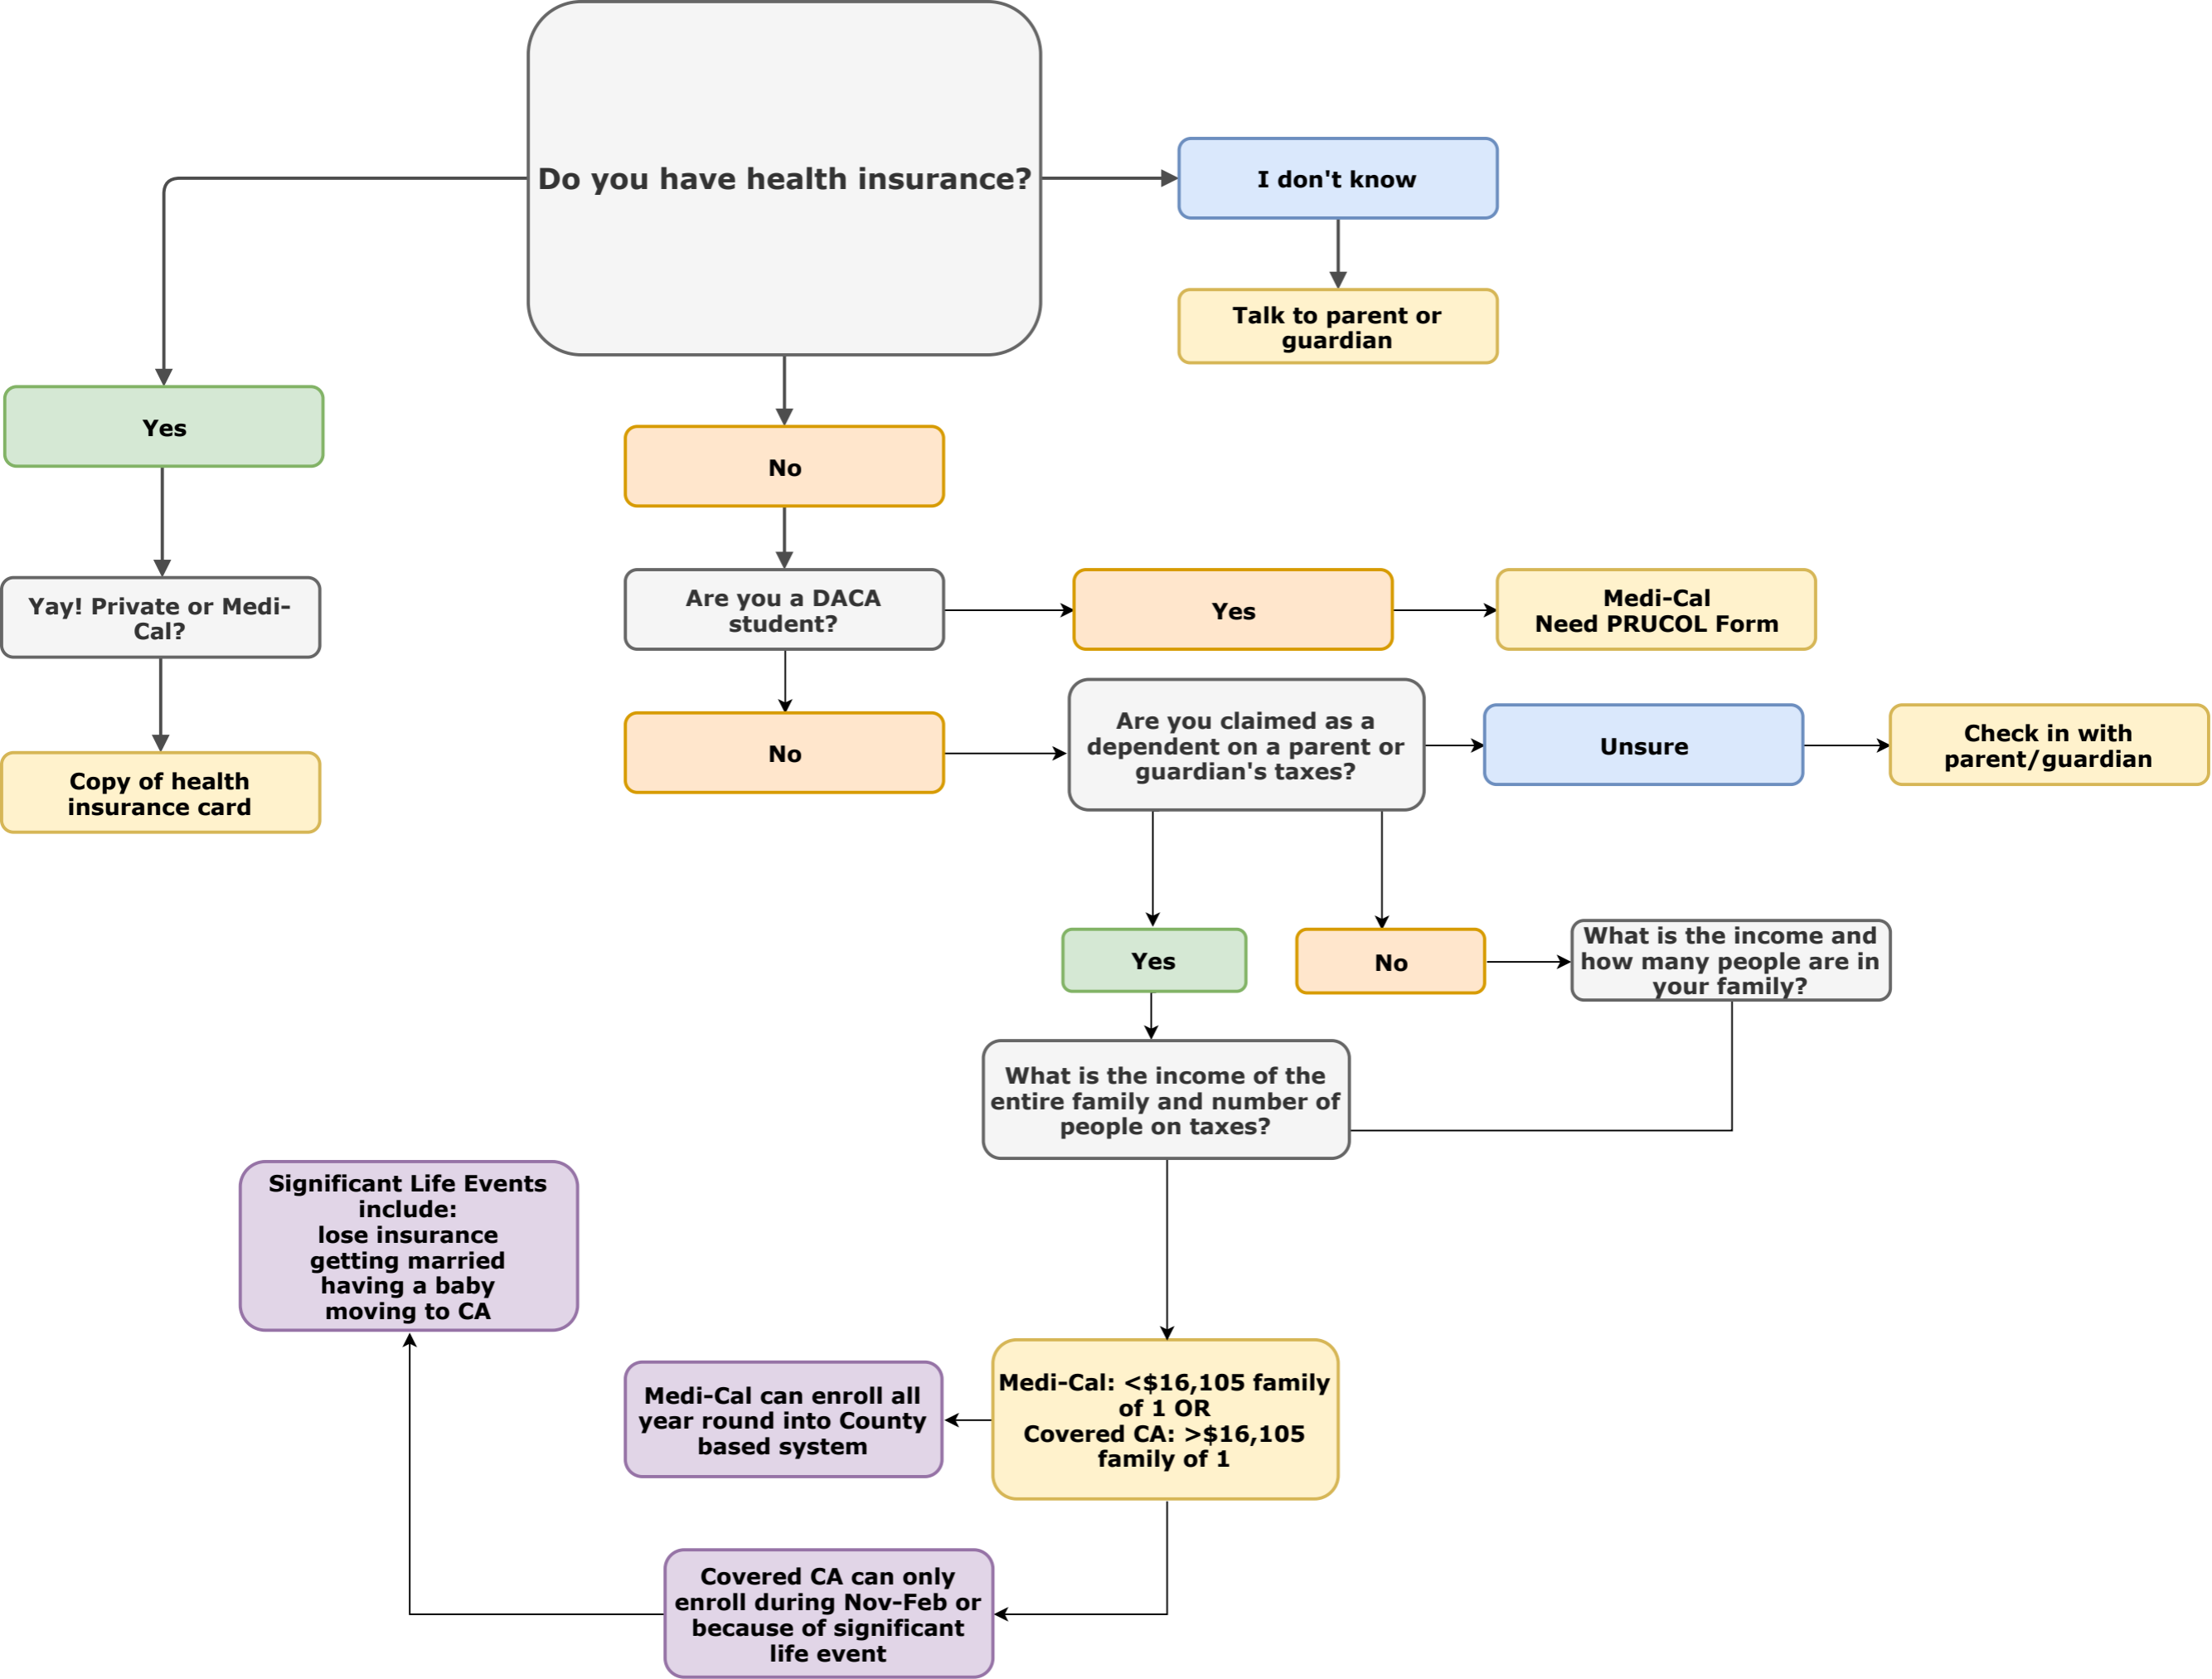 Do you have health insurance?
I don't know
Talk to parent or
guardian
Yes
No
Yay! Private or Medi-
Cal?
Are you a DACA
student?
Yes
Medi-Cal
Need PRUCOL Form
Copy of health
insurance card
No
Are you claimed as a
dependent on a parent or
guardian's taxes?
Unsure
Check in with
parent/guardian
Yes
No
What is the income and
how many people are in
your family?
What is the income of the
entire family and number of
people on taxes?
Significant Life Events
include:
lose insurance
getting married
having a baby
moving to CA
Medi-Cal can enroll all
year round into County
based system
Medi-Cal: <$16,105 family
of 1 OR
Covered CA: >$16,105
family of 1
Covered CA can only
enroll during Nov-Feb or
because of significant
life event